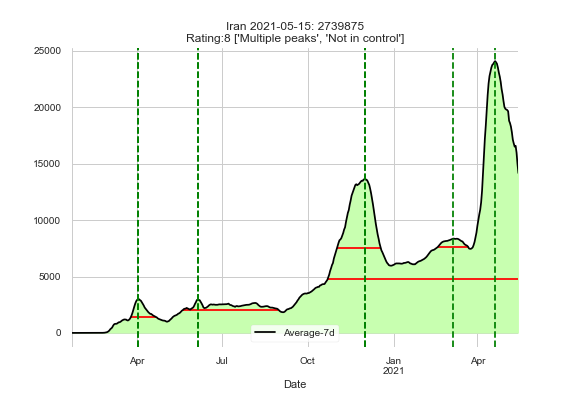 Iran 2021-05-15: 2739875
Rating:8 ['Multiple peaks', 'Not in control']
25000
20000
15000
10000
5000
0
Average-7d
Apr Jul Oct Jan Apr
2021
Date